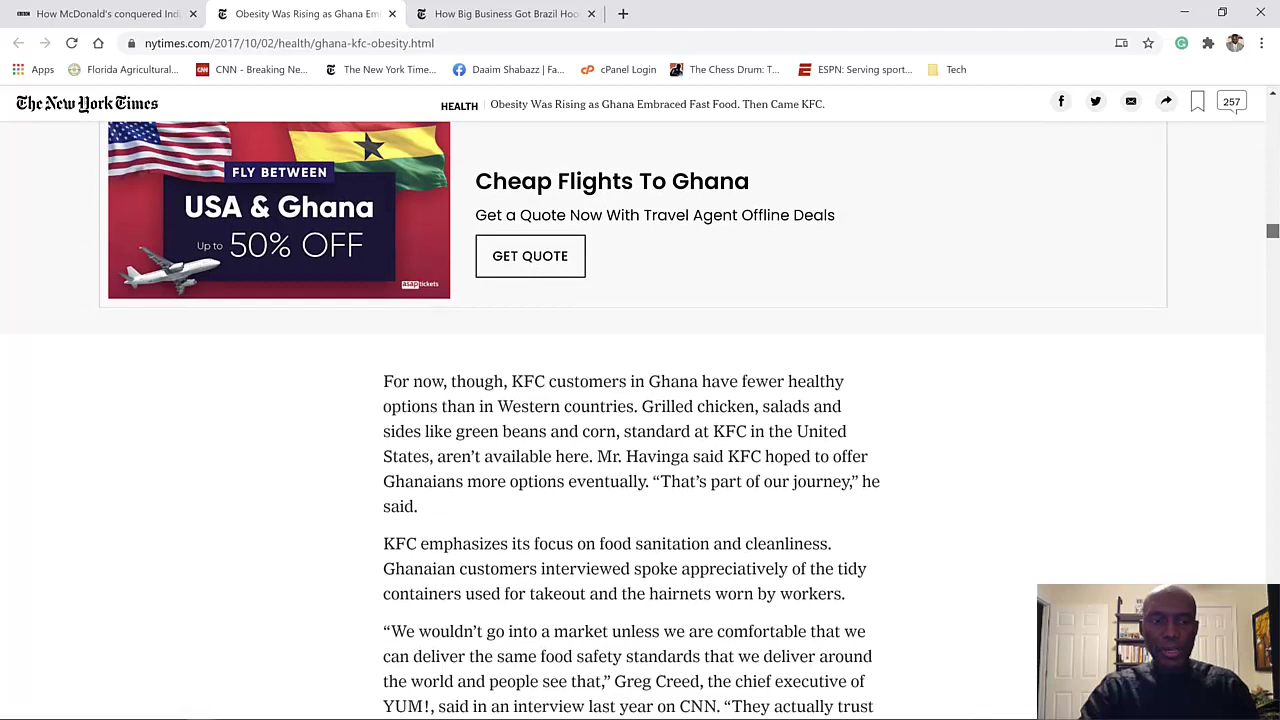 How McDonald's conquered Ind
Obesity Was Rising as Ghana Em
How Big Business Got Brazil Hoo
nytimes.com/2017/10/02/health/ghana-kfc-obesity.html
Apps
Florida Agricultural...
CNN - Breaking Ne...
The New York Time...
Daaim Shabazz | Fa...
cPanel Login
The Chess Drum: T...
ESPN: Serving sport...
Tech
The New York Times
HEALTH
Obesity Was Rising as Ghana Embraced Fast Food. Then Came KFC.
257
FLY BETWEEN
USA & Ghana
Up to 50% OFF
asaptickets
Cheap Flights To Ghana
Get a Quote Now With Travel Agent Offline Deals
GET QUOTE
For now, though, KFC customers in Ghana have fewer healthy
options than in Western countries. Grilled chicken, salads and
sides like green beans and corn, standard at KFC in the United
States, aren’t available here. Mr. Havinga said KFC hoped to offer
Ghanaians more options eventually. “That’s part of our journey,” he
said.
KFC emphasizes its focus on food sanitation and cleanliness.
Ghanaian customers interviewed spoke appreciatively of the tidy
containers used for takeout and the hairnets worn by workers.
“We wouldn’t go into a market unless we are comfortable that we
can deliver the same food safety standards that we deliver around
the world and people see that,” Greg Creed, the chief executive of
YUM!, said in an interview last year on CNN. “They actually trust